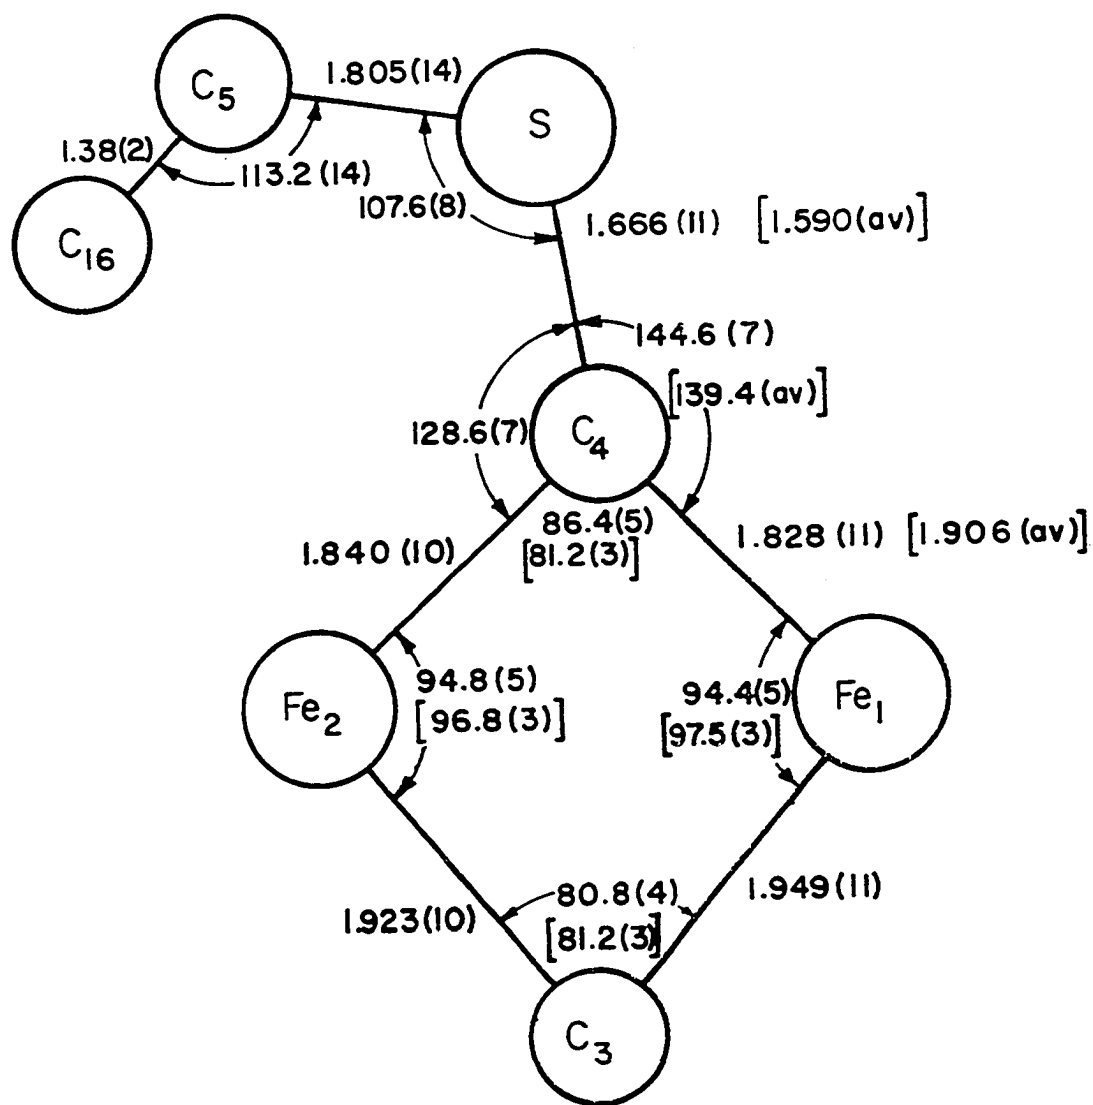 C5
1.805(14)
S
1.38(2)
113.2(14)
107.6(8)
C16
1.666(11) [1.590(av)]
144.6(7)
[139.4(av)]
128.6(7)
C4
86.4(5)
[81.2(3)]
1.840(10)
1.828(11) [1.906(av)]
Fe2
94.8(5)
[96.8(3)]
94.4(5)
[97.5(3)]
Fe1
1.923(10)
80.8(4)
[81.2(3)]
1.949(11)
C3